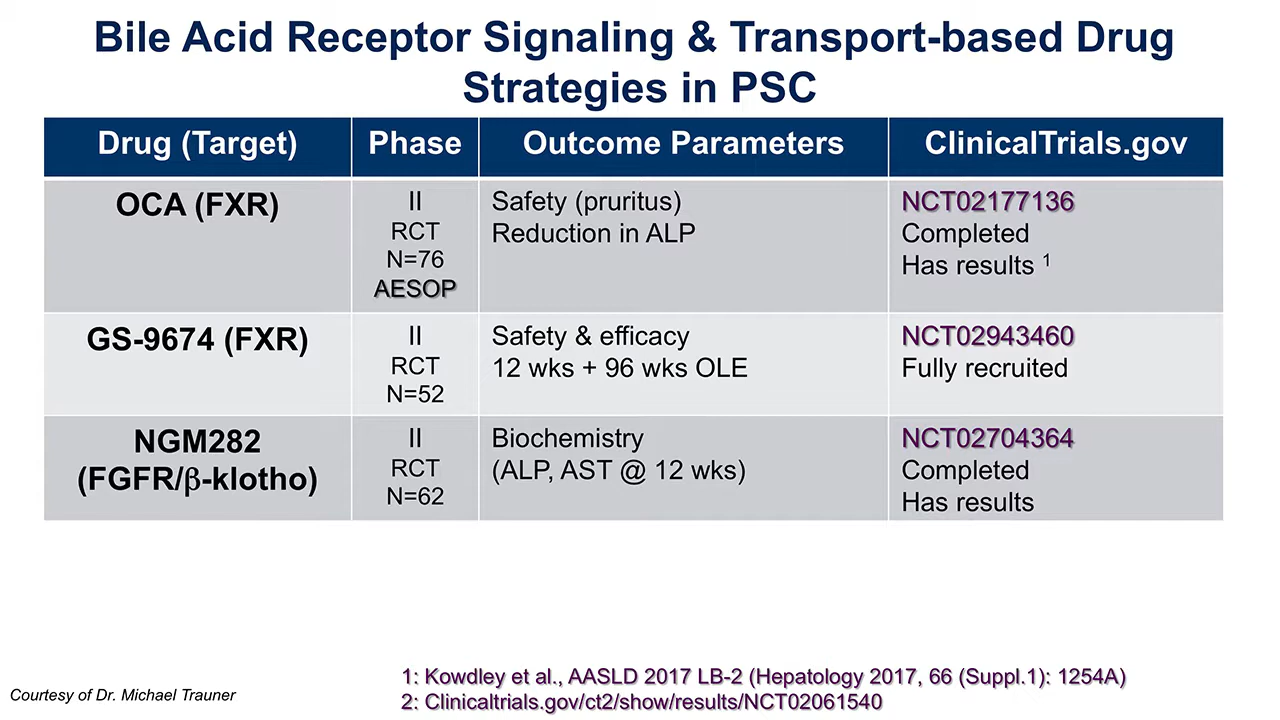 Bile Acid Receptor Signaling & Transport-based Drug
Strategies in PSC
Drug (Target)
Phase
Outcome Parameters
ClinicalTrials.gov
OCA (FXR)
II
RCT
N=76
AESOP
Safety (pruritus)
Reduction in ALP
NCT02177136
Completed
Has results 1
GS-9674 (FXR)
II
RCT
N=52
Safety & efficacy
12 wks + 96 wks OLE
NCT02943460
Fully recruited
NGM282
(FGFR/β-klotho)
II
RCT
N=62
Biochemistry
(ALP, AST @ 12 wks)
NCT02704364
Completed
Has results
1: Kowdley et al., AASLD 2017 LB-2 (Hepatology 2017, 66 (Suppl.1): 1254A)
2: Clinicaltrials.gov/ct2/show/results/NCT02061540
Courtesy of Dr. Michael Trauner